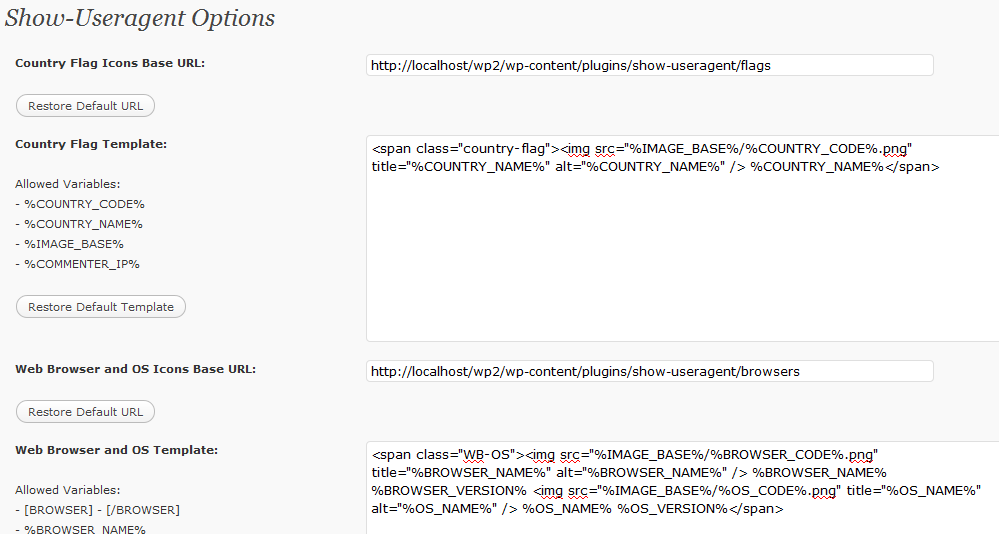 Show-Useragent Options
Country Flag Icons Base URL:
http://localhost/wp2/wp-content/plugins/show-useragent/flags
Restore Default URL
Country Flag Template:
<span class="country-flag"><img src="%IMAGE_BASE%/%COUNTRY_CODE%.png"
title="%COUNTRY_NAME%" alt="%COUNTRY_NAME%" /> %COUNTRY_NAME%</span>
Allowed Variables:
- %COUNTRY_CODE%
- %COUNTRY_NAME%
- %IMAGE_BASE%
- %COMMENTER_IP%
Restore Default Template
Web Browser and OS Icons Base URL:
http://localhost/wp2/wp-content/plugins/show-useragent/browsers
Restore Default URL
Web Browser and OS Template:
<span class="WB-OS"><img src="%IMAGE_BASE%/%BROWSER_CODE%.png"
title="%BROWSER_NAME%" alt="%BROWSER_NAME%" /> %BROWSER_NAME%
%BROWSER_VERSION% <img src="%IMAGE_BASE%/%OS_CODE%.png" title="%OS_NAME%"
alt="%OS_NAME%" /> %OS_NAME% %OS_VERSION%</span>
Allowed Variables:
- [BROWSER] - [/BROWSER]
- %BROWSER_NAME%